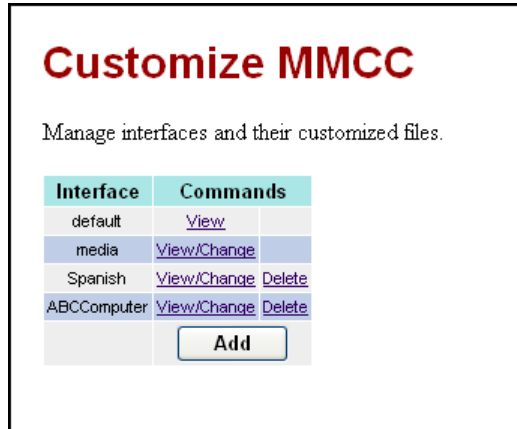 Customize MMCC
Manage interfaces and their customized files.
Interface Commands
default View
media View/Change
Spanish View/Change Delete
ABCComputer View/Change Delete
Add